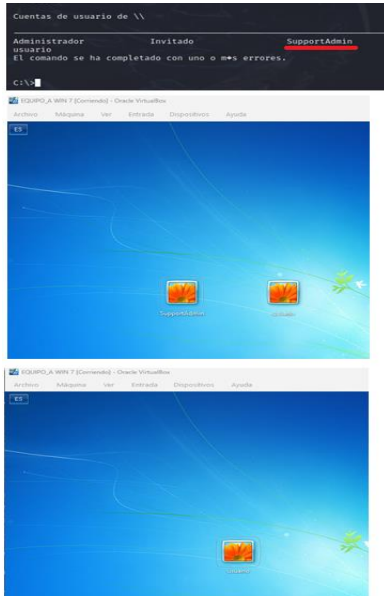 Cuentas de usuario de \\
Administrador Invitado SupportAdmin
usuario
El comando se ha completado con uno o m◆s errores.
C:\>
EQUIPO_A WIN 7 [Corriendo] - Oracle VirtualBox
Archivo Máquina Ver Entrada Dispositivos Ayuda
ES
SupportAdmin usuario
EQUIPO_A WIN 7 [Corriendo] - Oracle VirtualBox
Archivo Máquina Ver Entrada Dispositivos Ayuda
ES
usuario